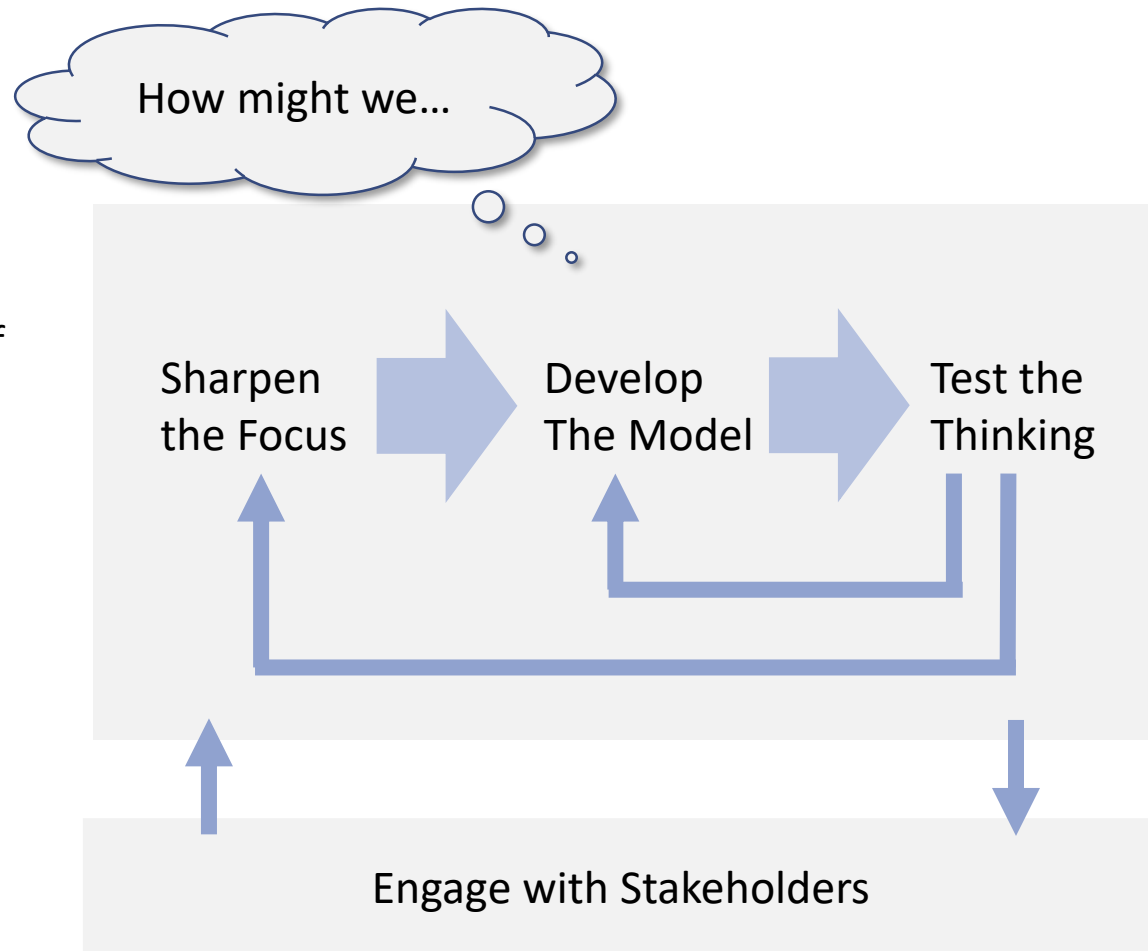 How might we...
Sharpen
the Focus
Develop
The Model
Test the
Thinking
Engage with Stakeholders